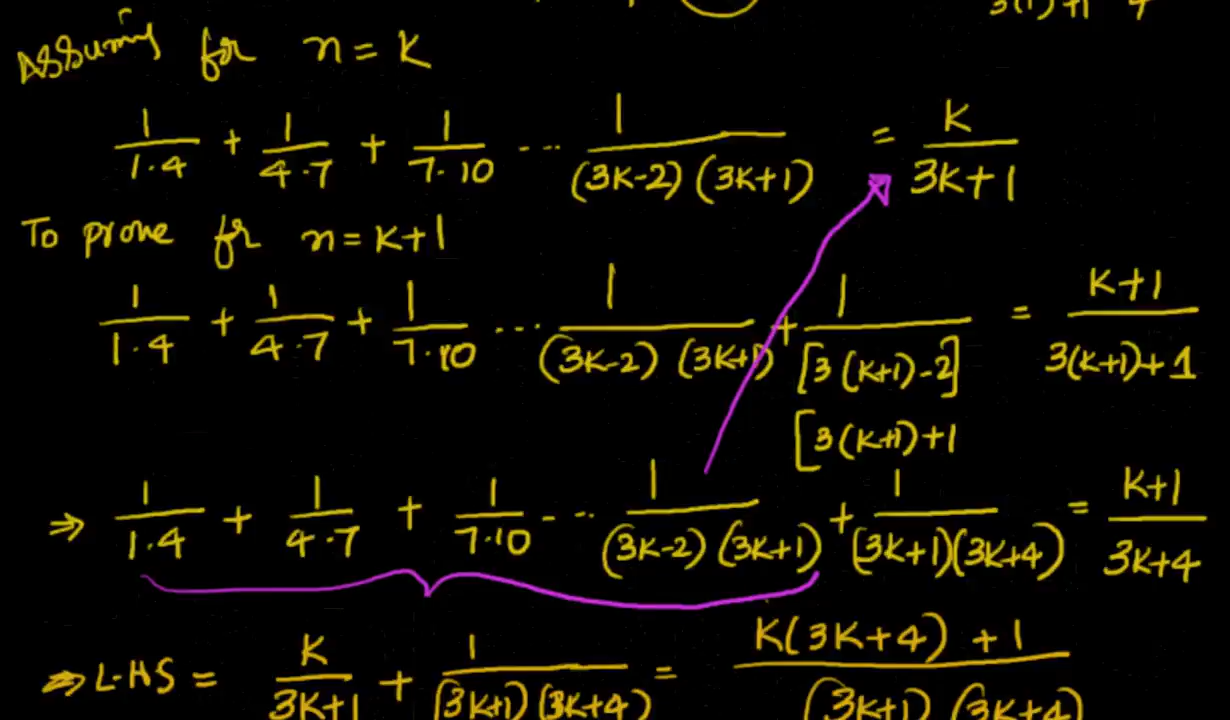 3(1)+1 4
Assuming for n = K
1/1·4 + 1/4·7 + 1/7·10 ... 1/(3K-2)(3K+1) = K/3K+1
To prove for n = K+1
1/1·4 + 1/4·7 + 1/7·10 ... 1/(3K-2)(3K+1) + 1/[3(K+1)-2] = K+1/3(K+1)+1
[3(K+1)+1
⇒ 1/1·4 + 1/4·7 + 1/7·10 - ... 1/(3K-2)(3K+1) + 1/(3K+1)(3K+4) = K+1/3K+4
⇒ L·HS = K/3K+1 + 1/(3K+1)(3K+4) = K(3K+4)+1/(3K+1)(3K+4)